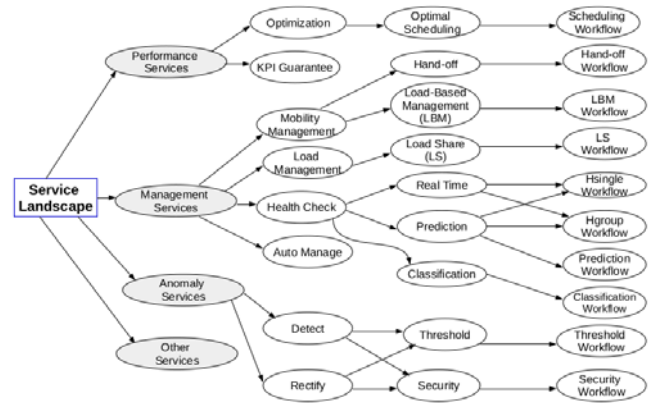 Service
Landscape
Performance
Services
Management
Services
Anomaly
Services
Other
Services
Optimization
KPI Guarantee
Mobility
Management
Load
Management
Health Check
Auto Manage
Detect
Rectify
Optimal
Scheduling
Hand-off
Load-Based
Management
(LBM)
Load Share
(LS)
Real Time
Prediction
Classification
Threshold
Security
Scheduling
Workflow
Hand-off
Workflow
LBM
Workflow
LS
Workflow
Hsingle
Workflow
Hgroup
Workflow
Prediction
Workflow
Classification
Workflow
Threshold
Workflow
Security
Workflow